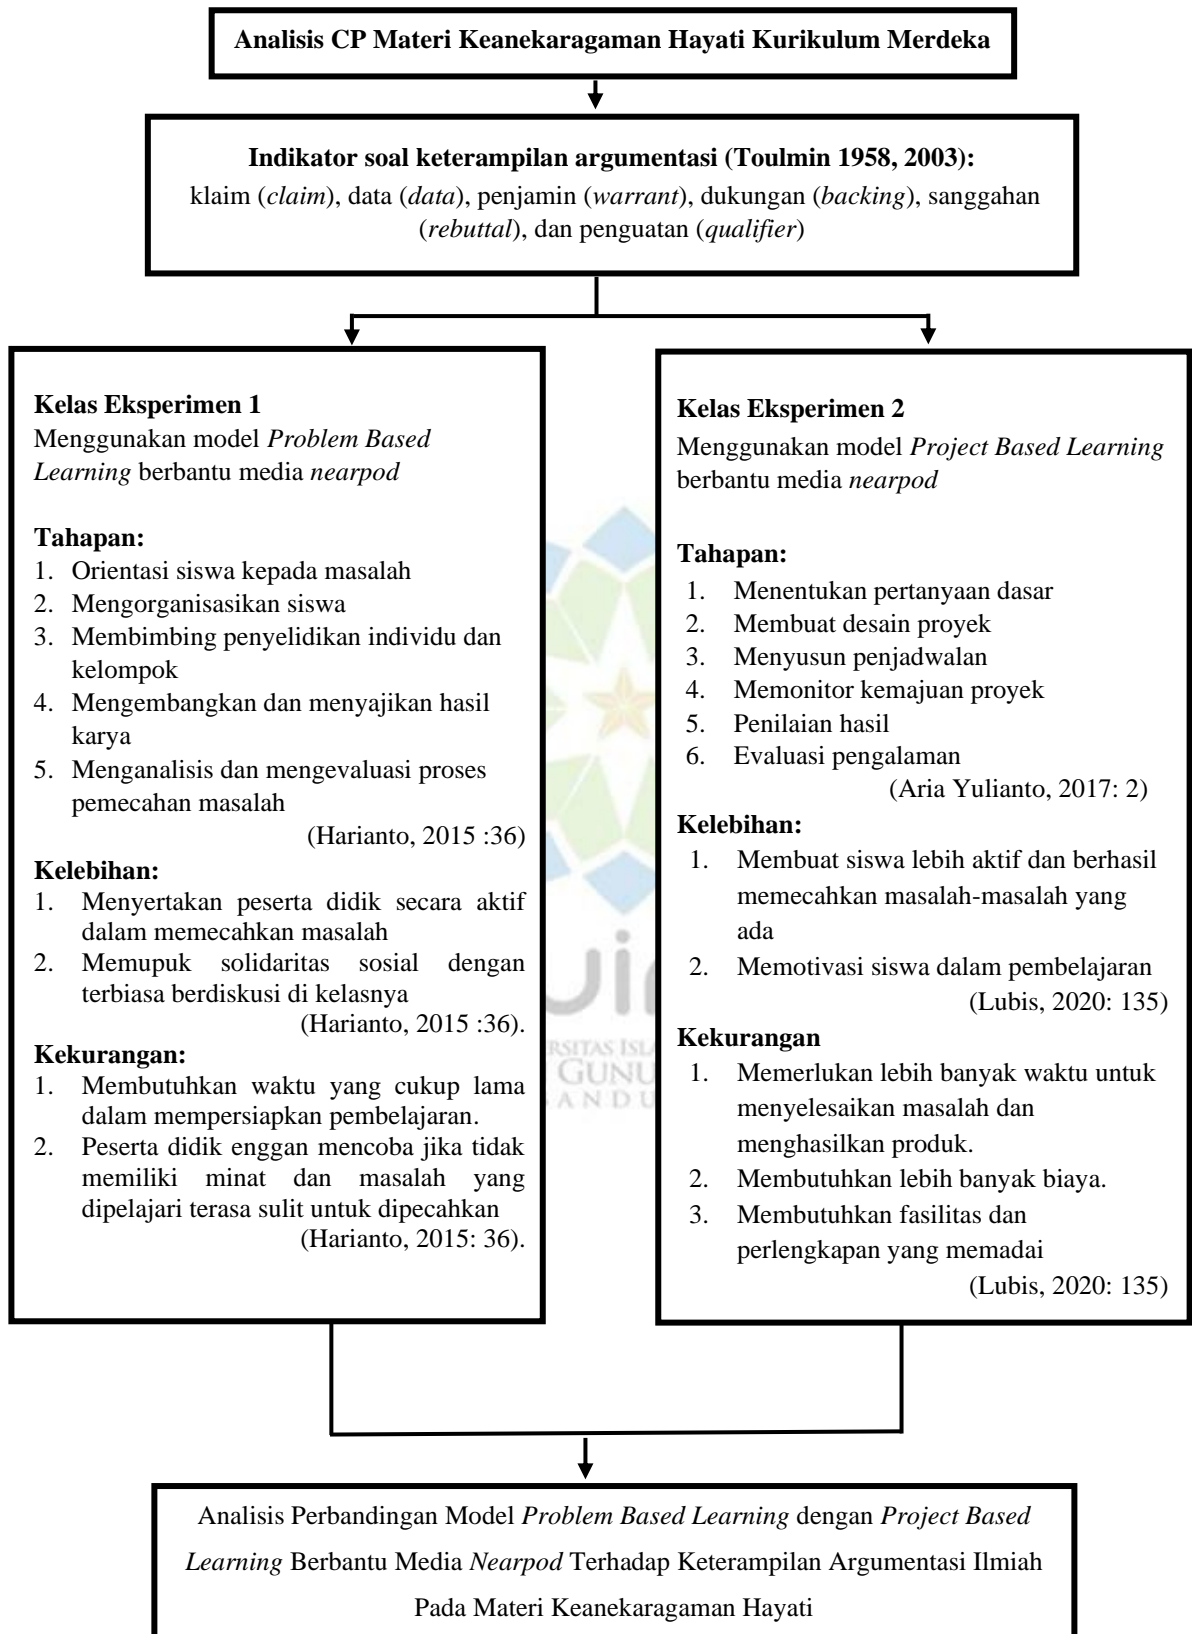 Analisis CP Materi Keanekaragaman Hayati Kurikulum Merdeka
Indikator soal keterampilan argumentasi (Toulmin 1958, 2003):
klaim (claim), data (data), penjamin (warrant), dukungan (backing), sanggahan
(rebuttal), dan penguatan (qualifier)
Kelas Eksperimen 1
Menggunakan model Problem Based
Learning berbantu media nearpod
Tahapan:
1. Orientasi siswa kepada masalah
2. Mengorganisasikan siswa
3. Membimbing penyelidikan individu dan
kelompok
4. Mengembangkan dan menyajikan hasil
karya
5. Menganalisis dan mengevaluasi proses
pemecahan masalah
(Harianto, 2015 :36)
Kelebihan:
1. Menyertakan peserta didik secara aktif
dalam memecahkan masalah
2. Memupuk solidaritas sosial dengan
terbiasa berdiskusi di kelasnya
(Harianto, 2015 :36).
Kekurangan:
1. Membutuhkan waktu yang cukup lama
dalam mempersiapkan pembelajaran.
2. Peserta didik enggan mencoba jika tidak
memiliki minat dan masalah yang
dipelajari terasa sulit untuk dipecahkan
(Harianto, 2015: 36).
Kelas Eksperimen 2
Menggunakan model Project Based Learning
berbantu media nearpod
Tahapan:
1. Menentukan pertanyaan dasar
2. Membuat desain proyek
3. Menyusun penjadwalan
4. Memonitor kemajuan proyek
5. Penilaian hasil
6. Evaluasi pengalaman
(Aria Yulianto, 2017: 2)
Kelebihan:
1. Membuat siswa lebih aktif dan berhasil
memecahkan masalah-masalah yang
ada
2. Memotivasi siswa dalam pembelajaran
(Lubis, 2020: 135)
Kekurangan
1. Memerlukan lebih banyak waktu untuk
menyelesaikan masalah dan
menghasilkan produk.
2. Membutuhkan lebih banyak biaya.
3. Membutuhkan fasilitas dan
perlengkapan yang memadai
(Lubis, 2020: 135)
Analisis Perbandingan Model Problem Based Learning dengan Project Based
Learning Berbantu Media Nearpod Terhadap Keterampilan Argumentasi Ilmiah
Pada Materi Keanekaragaman Hayati